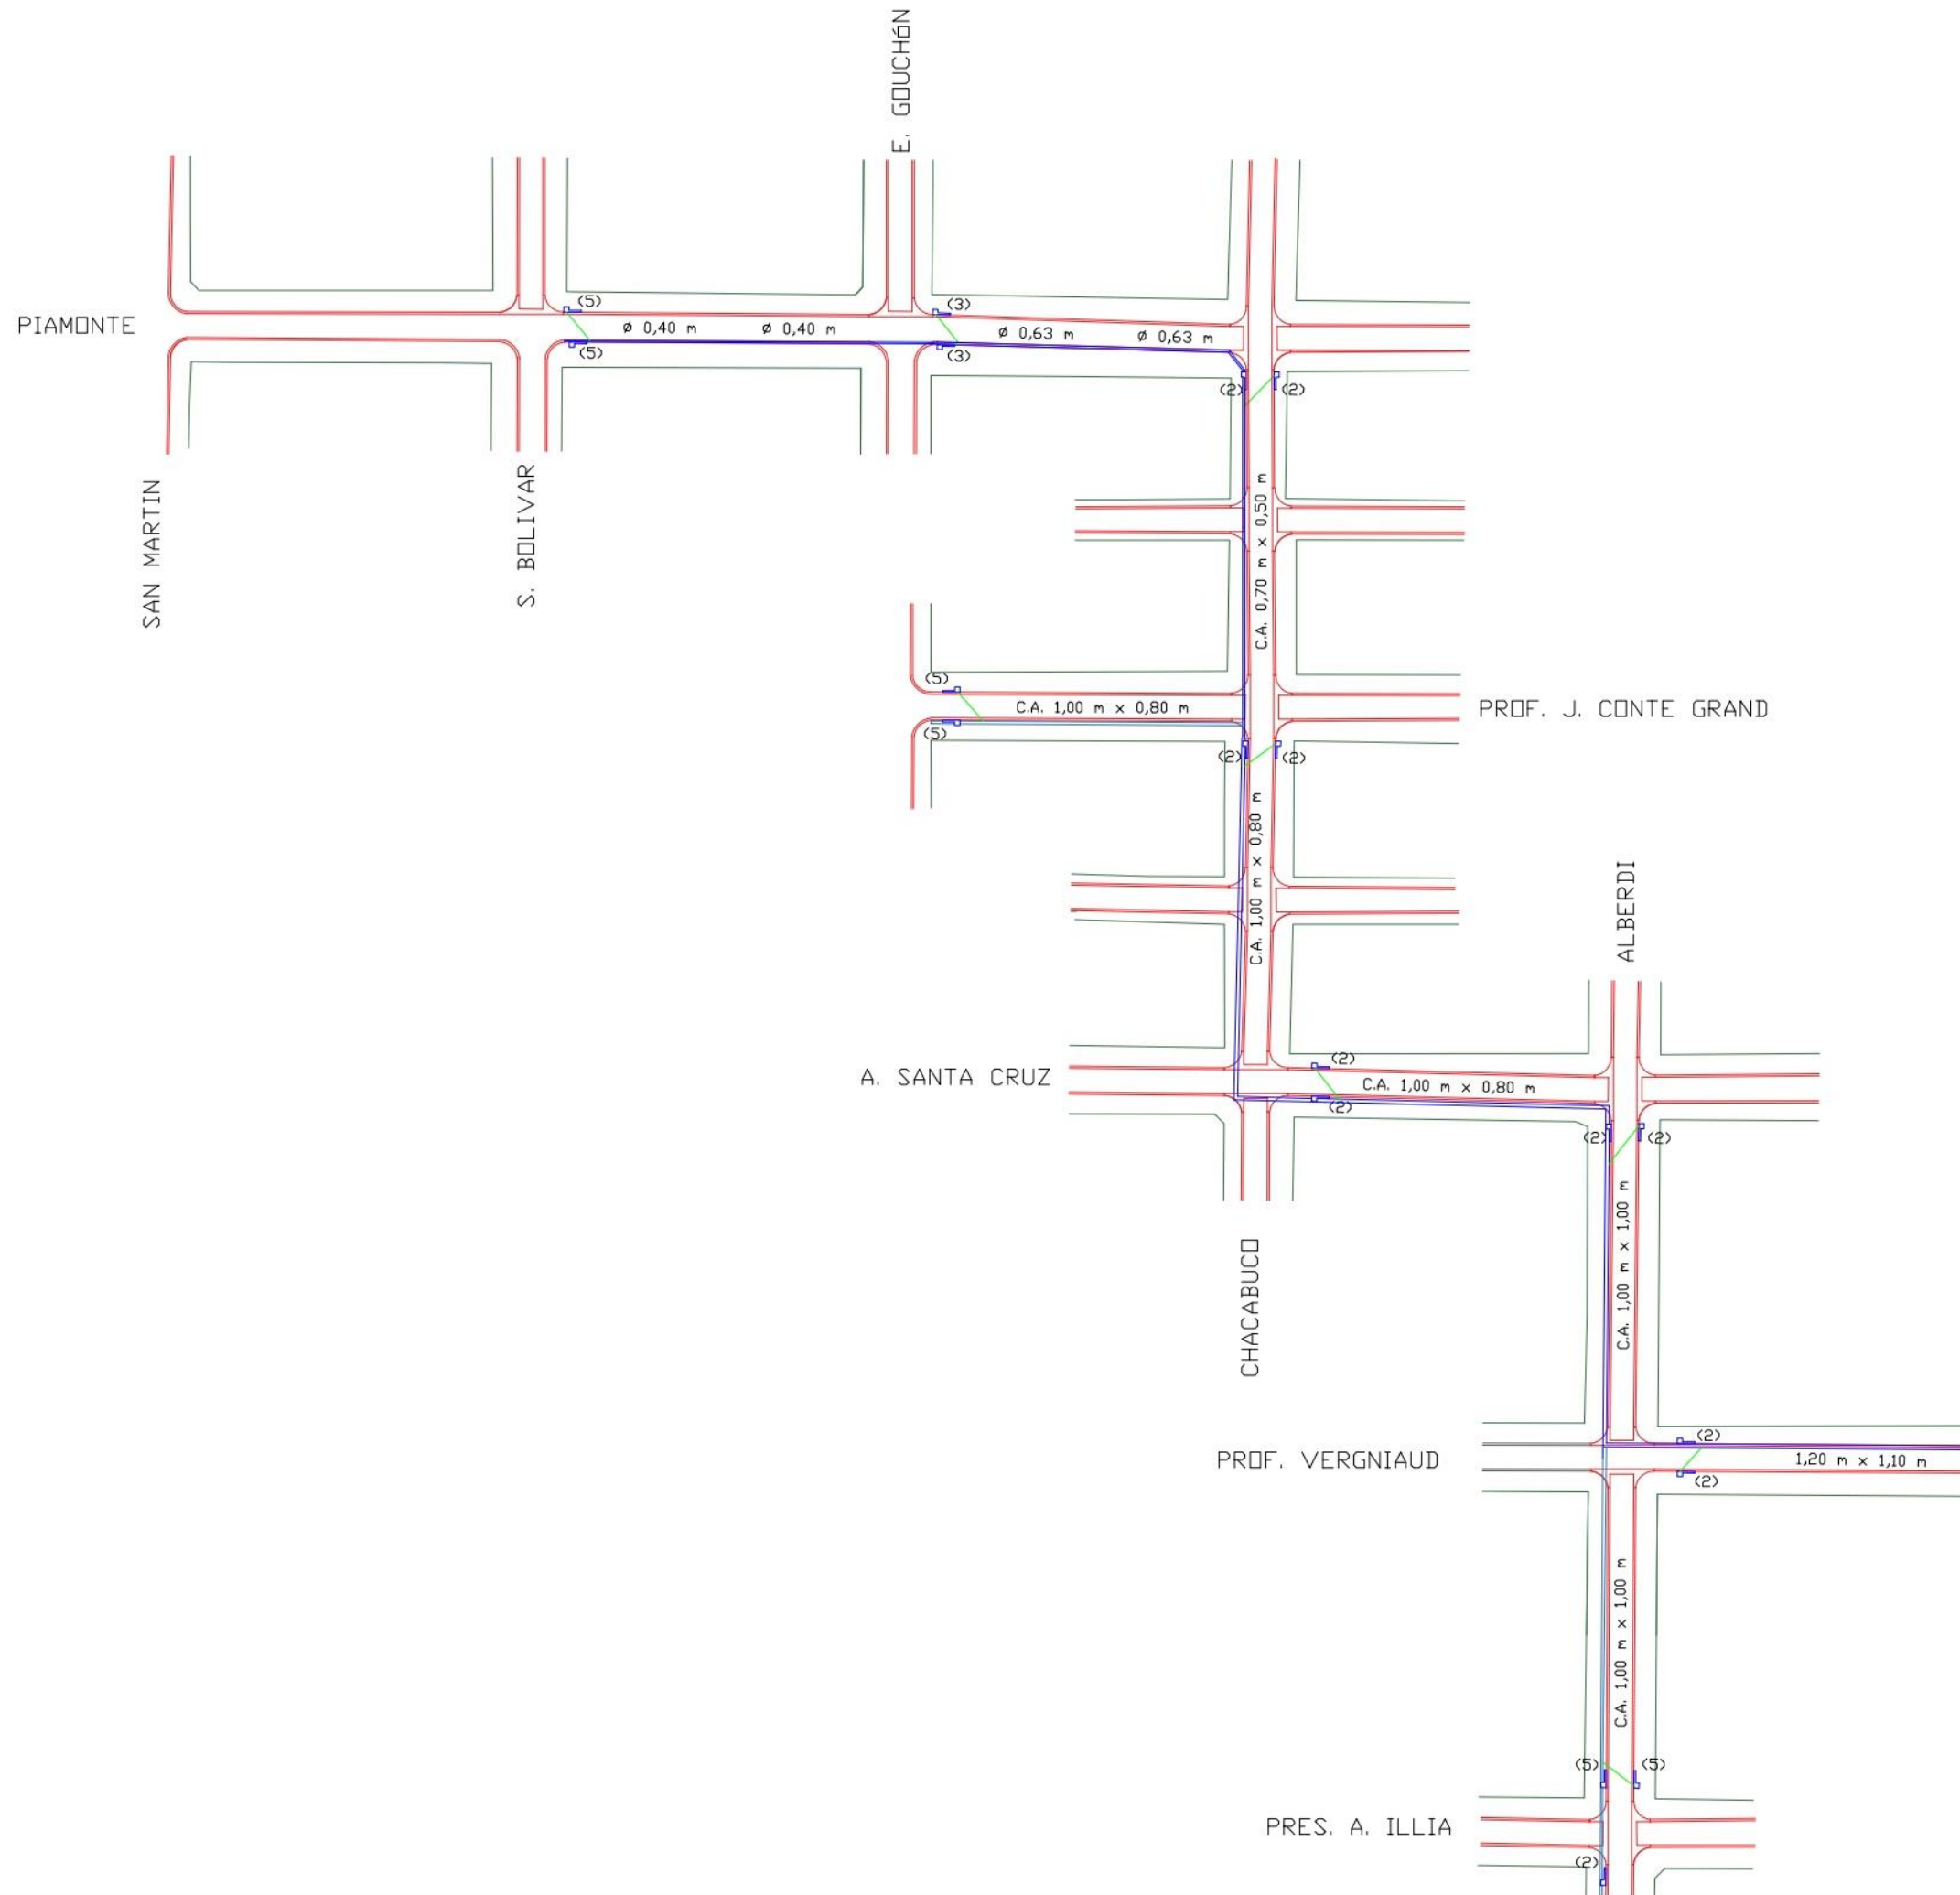 E. GOUCHóN
(5)
(3)
PIAMONTE
Ø 0,40 m
Ø 0,40 m
Ø 0,63 m
Ø 0,63 m
(5)
(3)
(2)
(2)
SAN MARTIN
S. BOLIVAR
C.A. 0,70 m x 0,50 m
(5)
C.A. 1,00 m x 0,80 m
PROF. J. CONTE GRAND
(5)
(2)
(2)
C.A. 1,00 m x 0,80 m
ALBERDI
(2)
A. SANTA CRUZ
C.A. 1,00 m x 0,80 m
(2)
(2)
(2)
CHACABUCO
C.A. 1,00 m x 1,00 m
(2)
PROF. VERGNIAUD
1,20 m x 1,10 m
(2)
C.A. 1,00 m x 1,00 m
(5)
(5)
PRES. A. ILLIA
(2)